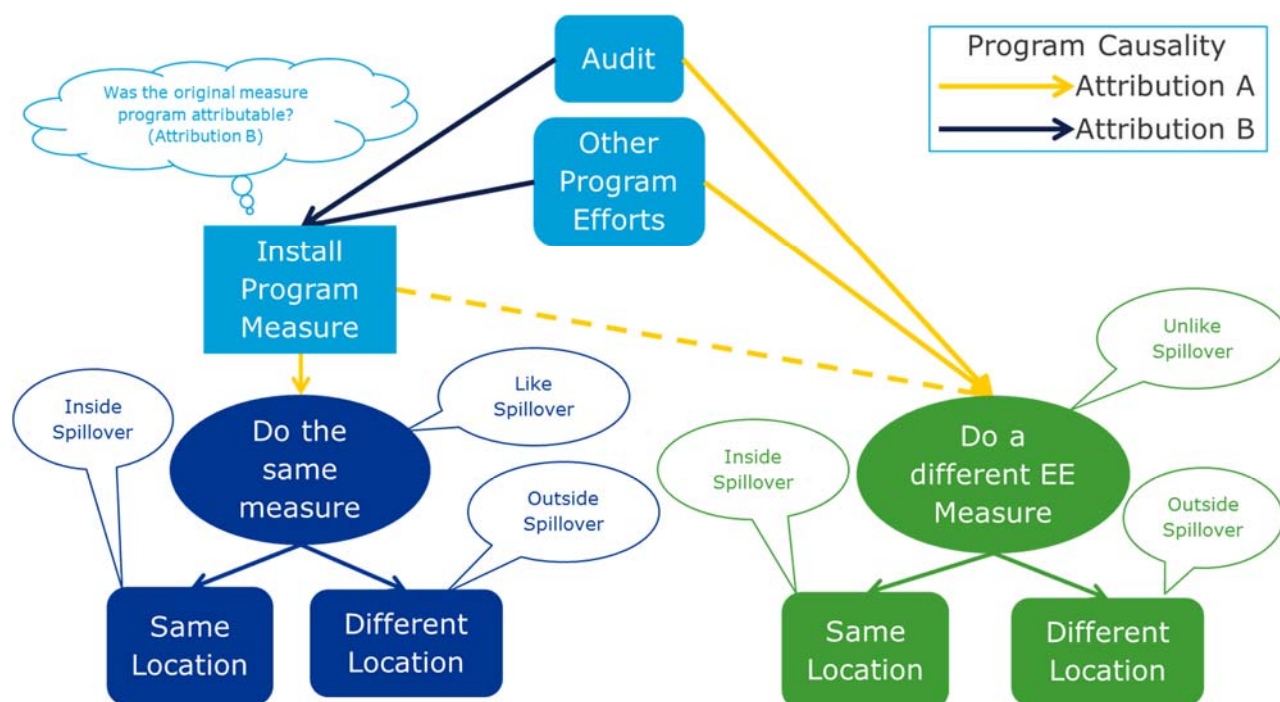 Audit
Program Causality
Attribution A
Attribution B
Was the original measure
program attributable?
(Attribution B)
Other
Program
Efforts
Install
Program
Measure
Unlike
Spillover
Like
Spillover
Inside
Spillover
Do the
same
measure
Outside
Spillover
Inside
Spillover
Do a
different EE
Measure
Outside
Spillover
Same
Location
Different
Location
Same
Location
Different
Location